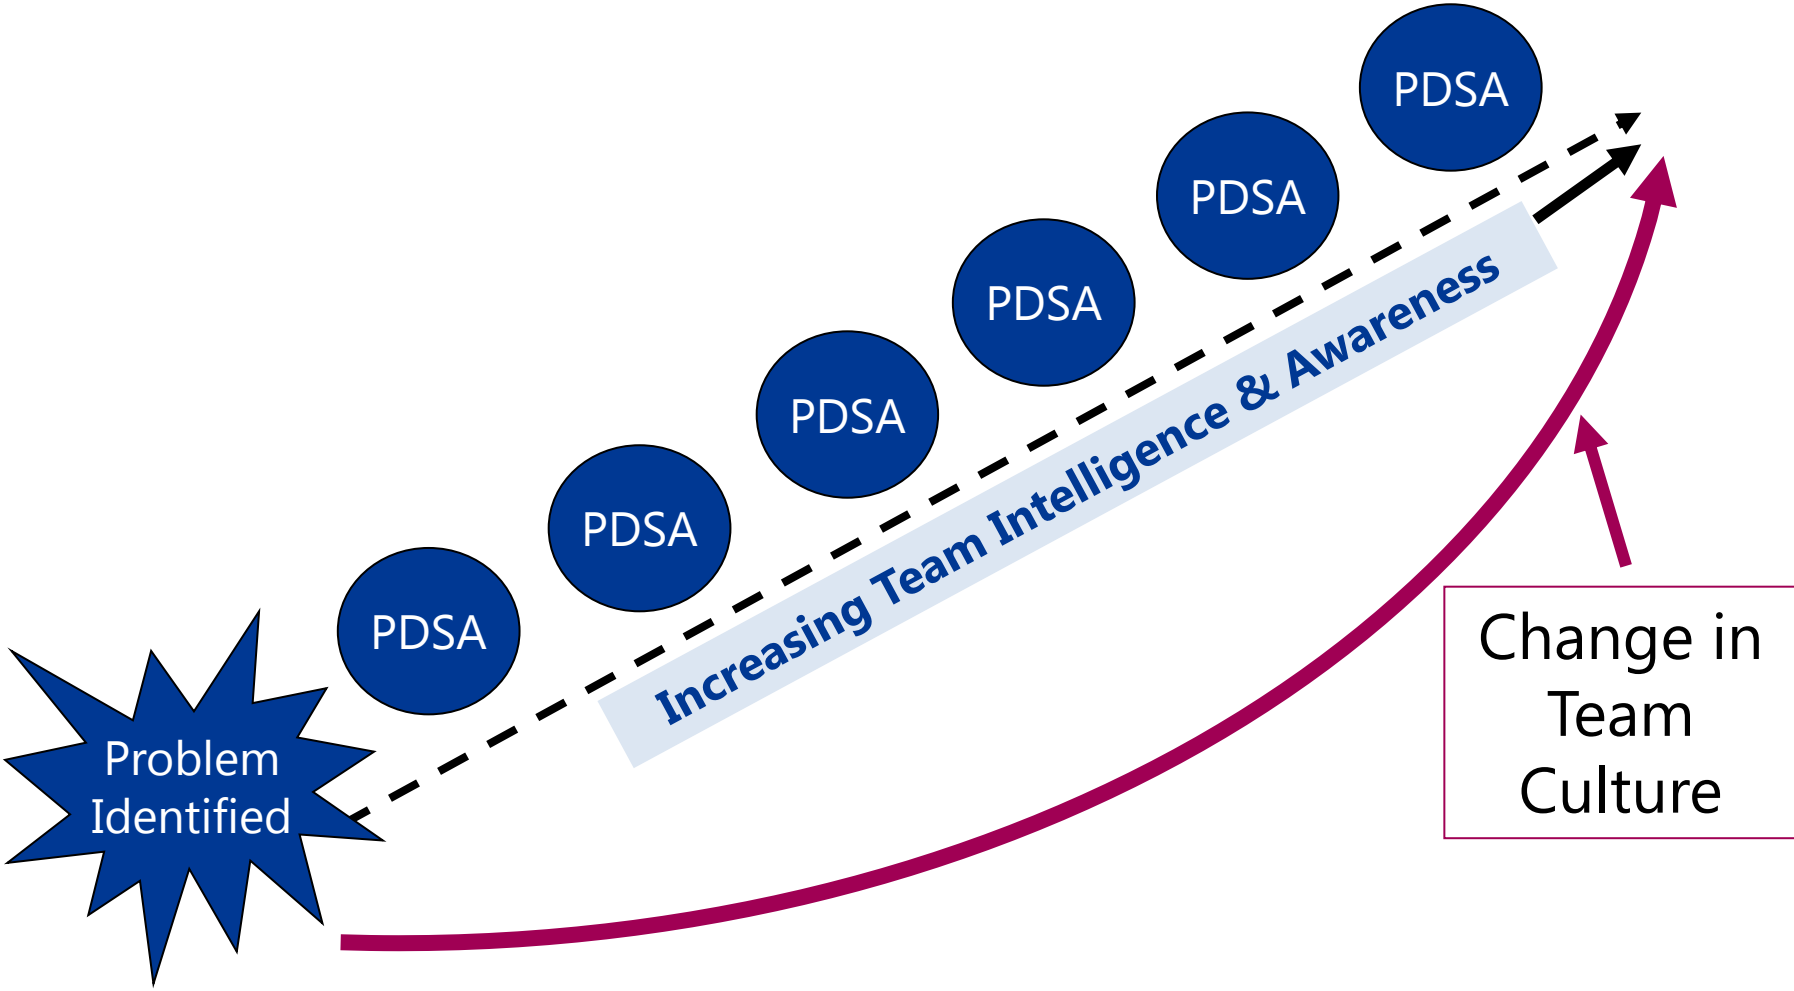 PDSA
PDSA
PDSA
PDSA
PDSA
PDSA
Increasing Team Intelligence & Awareness
Problem
Identified
Change in
Team
Culture